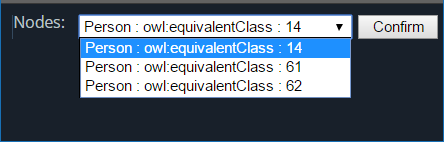 Nodes: Person : owl:equivalentClass : 14 Confirm
Person : owl:equivalentClass : 14
Person : owl:equivalentClass : 61
Person : owl:equivalentClass : 62